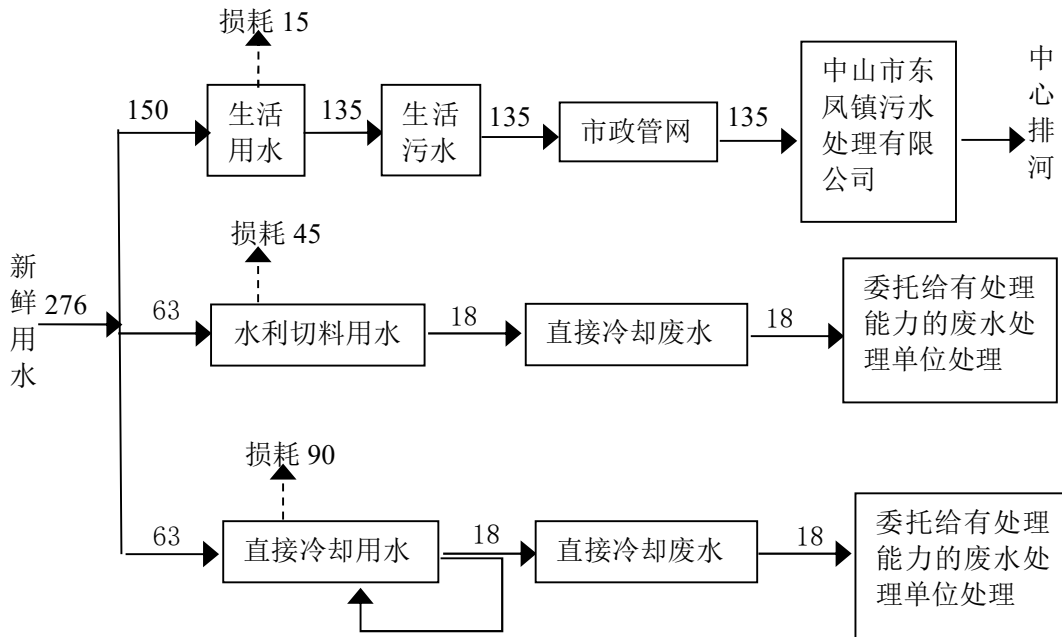 损耗 15
150
生活
用水
135
生活
污水
135
市政管网
135
中山市东
凤镇污水
处理有限
公司
中
心
排
河
新
鲜
用
水
276
损耗 45
63
水利切料用水
18
直接冷却废水
18
委托给有处理
能力的废水处
理单位处理
损耗 90
63
直接冷却用水
18
直接冷却废水
18
委托给有处理
能力的废水处
理单位处理